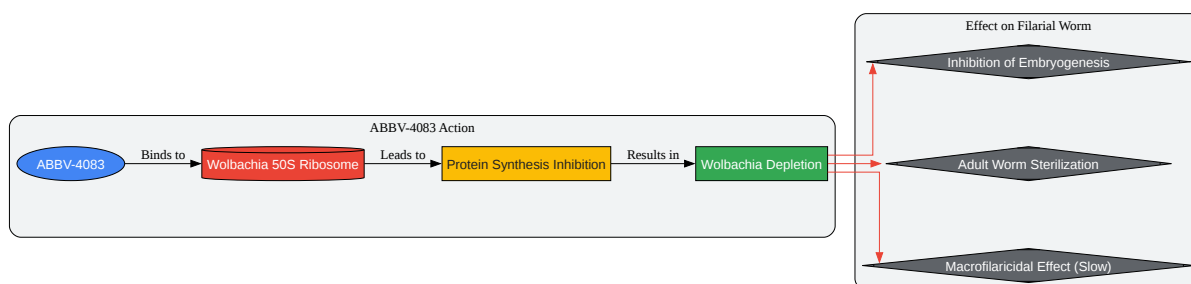 Effect on Filarial Worm
Inhibition of Embryogenesis
ABBV-4083 Action
ABBV-4083
Binds to
Wolbachia 50S Ribosome
Leads to
Protein Synthesis Inhibition
Results in
Wolbachia Depletion
Adult Worm Sterilization
Macrofilaricidal Effect (Slow)